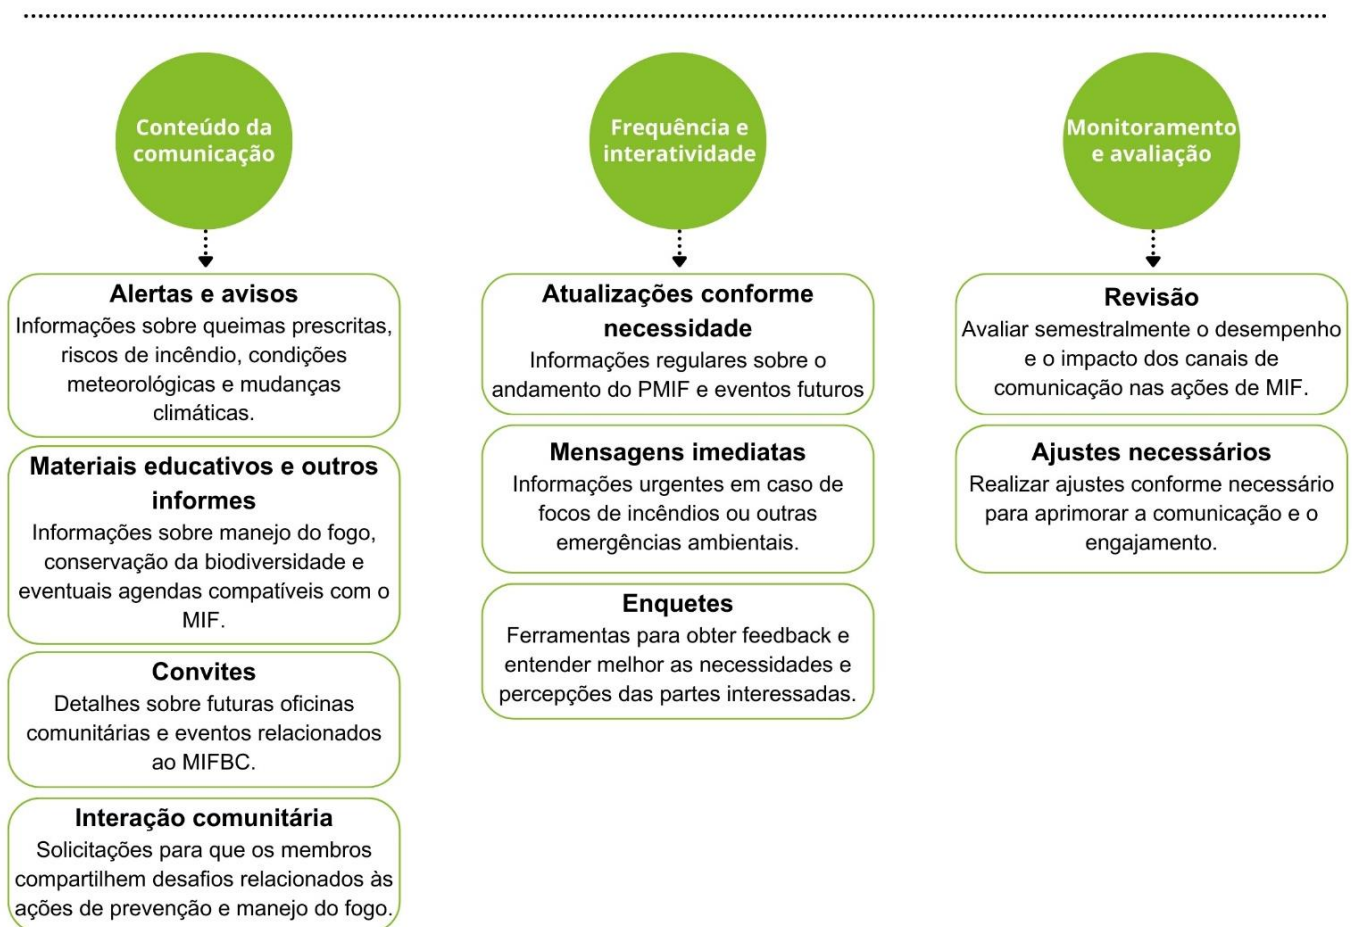 Conteúdo da
comunicação
Alertas e avisos
Informações sobre queimas prescritas,
riscos de incêndio, condições
meteorológicas e mudanças
climáticas.
Materiais educativos e outros
informes
Informações sobre manejo do fogo,
conservação da biodiversidade e
eventuais agendas compatíveis com o
MIF.
Convites
Detalhes sobre futuras oficinas
comunitárias e eventos relacionados
ao MIFBC.
Interação comunitária
Solicitações para que os membros
compartilhem desafios relacionados às
ações de prevenção e manejo do fogo.
Frequência e
interatividade
Atualizações conforme
necessidade
Informações regulares sobre o
andamento do PMIF e eventos futuros
Mensagens imediatas
Informações urgentes em caso de
focos de incêndios ou outras
emergências ambientais.
Enquetes
Ferramentas para obter feedback e
entender melhor as necessidades e
percepções das partes interessadas.
Monitoramento
e avaliação
Revisão
Avaliar semestralmente o desempenho
e o impacto dos canais de
comunicação nas ações de MIF.
Ajustes necessários
Realizar ajustes conforme necessário
para aprimorar a comunicação e o
engajamento.